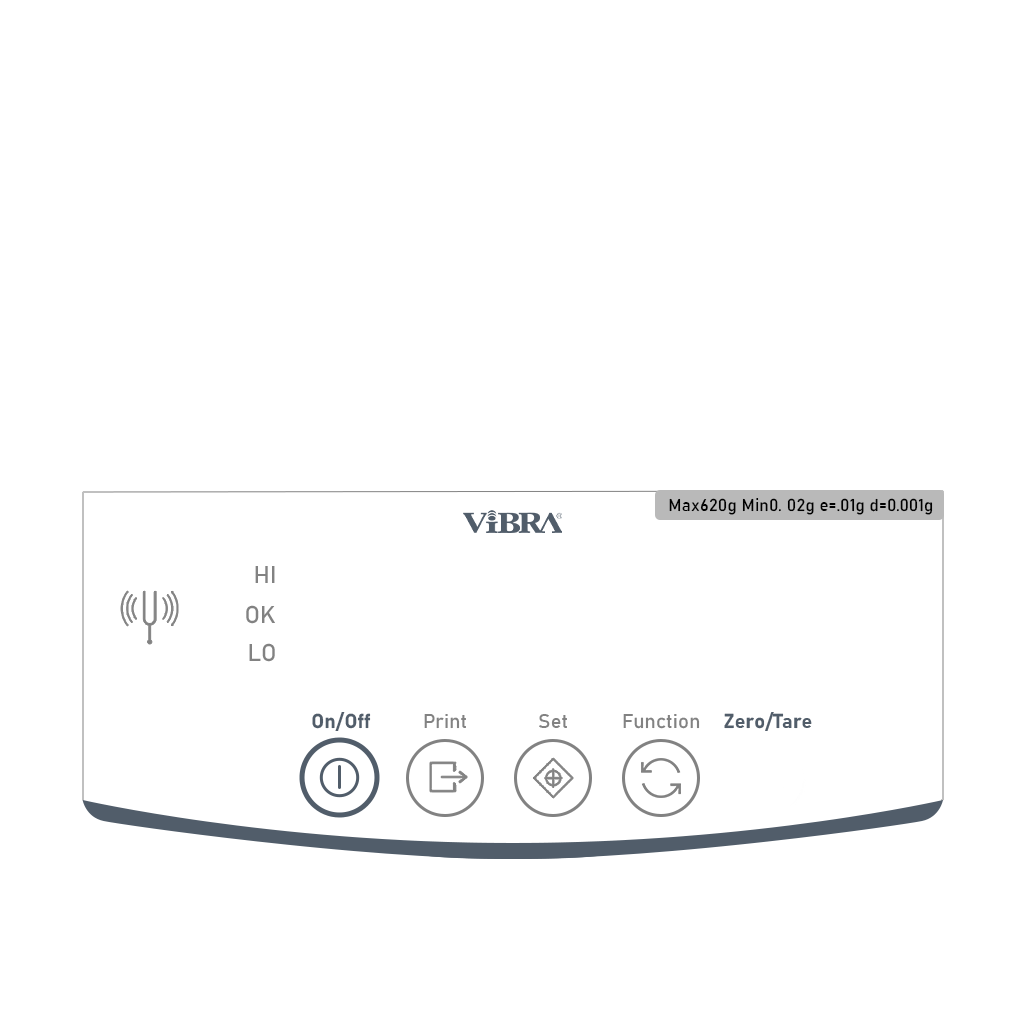 Max620g Min0. 02g e=.01g d=0.001g
ViBRA®
HI
OK
LO
On/Off Print Set Function Zero/Tare